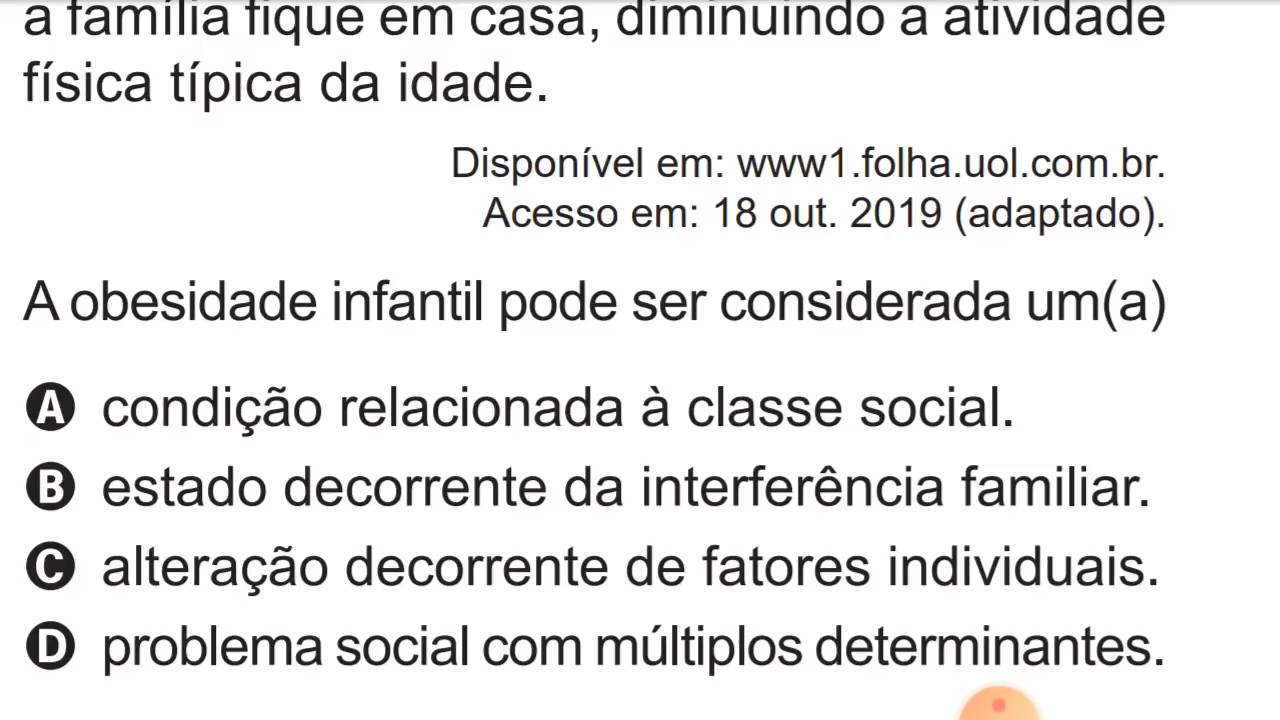 a família fique em casa, diminuindo a atividade
física típica da idade.
Disponível em: www1.folha.uol.com.br.
Acesso em: 18 out. 2019 (adaptado).
A obesidade infantil pode ser considerada um(a)
A condição relacionada à classe social.
B estado decorrente da interferência familiar.
C alteração decorrente de fatores individuais.
D problema social com múltiplos determinantes.